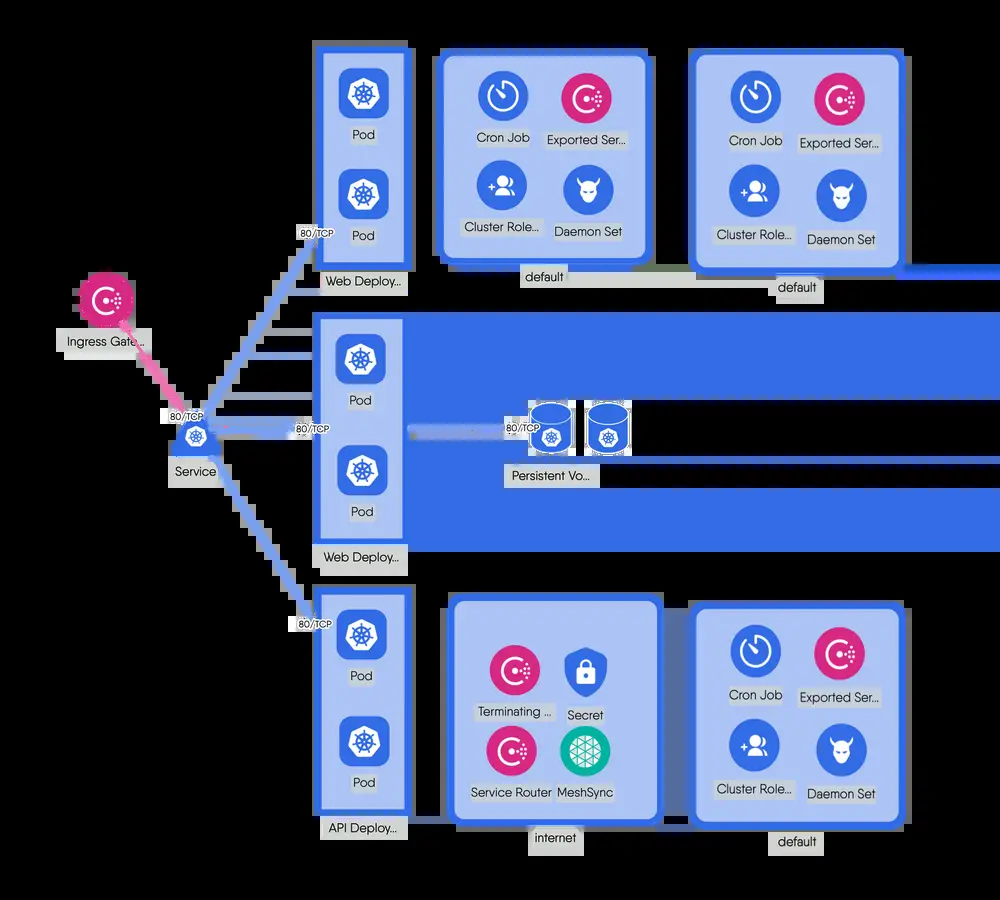 Pod
Pod
80/TCP
Web Deploy...
Cron Job
Exported Ser...
Cluster Role...
Daemon Set
default
Cron Job
Exported Ser...
Cluster Role...
Daemon Set
default
Ingress Gate...
80/TCP
Service
80/TCP
Pod
Pod
Web Deploy...
80/TCP
Persistent Vo...
80/TCP
Pod
Pod
API Deploy...
Terminating ...
Secret
Service Router
MeshSync
internet
Cron Job
Exported Ser...
Cluster Role...
Daemon Set
default